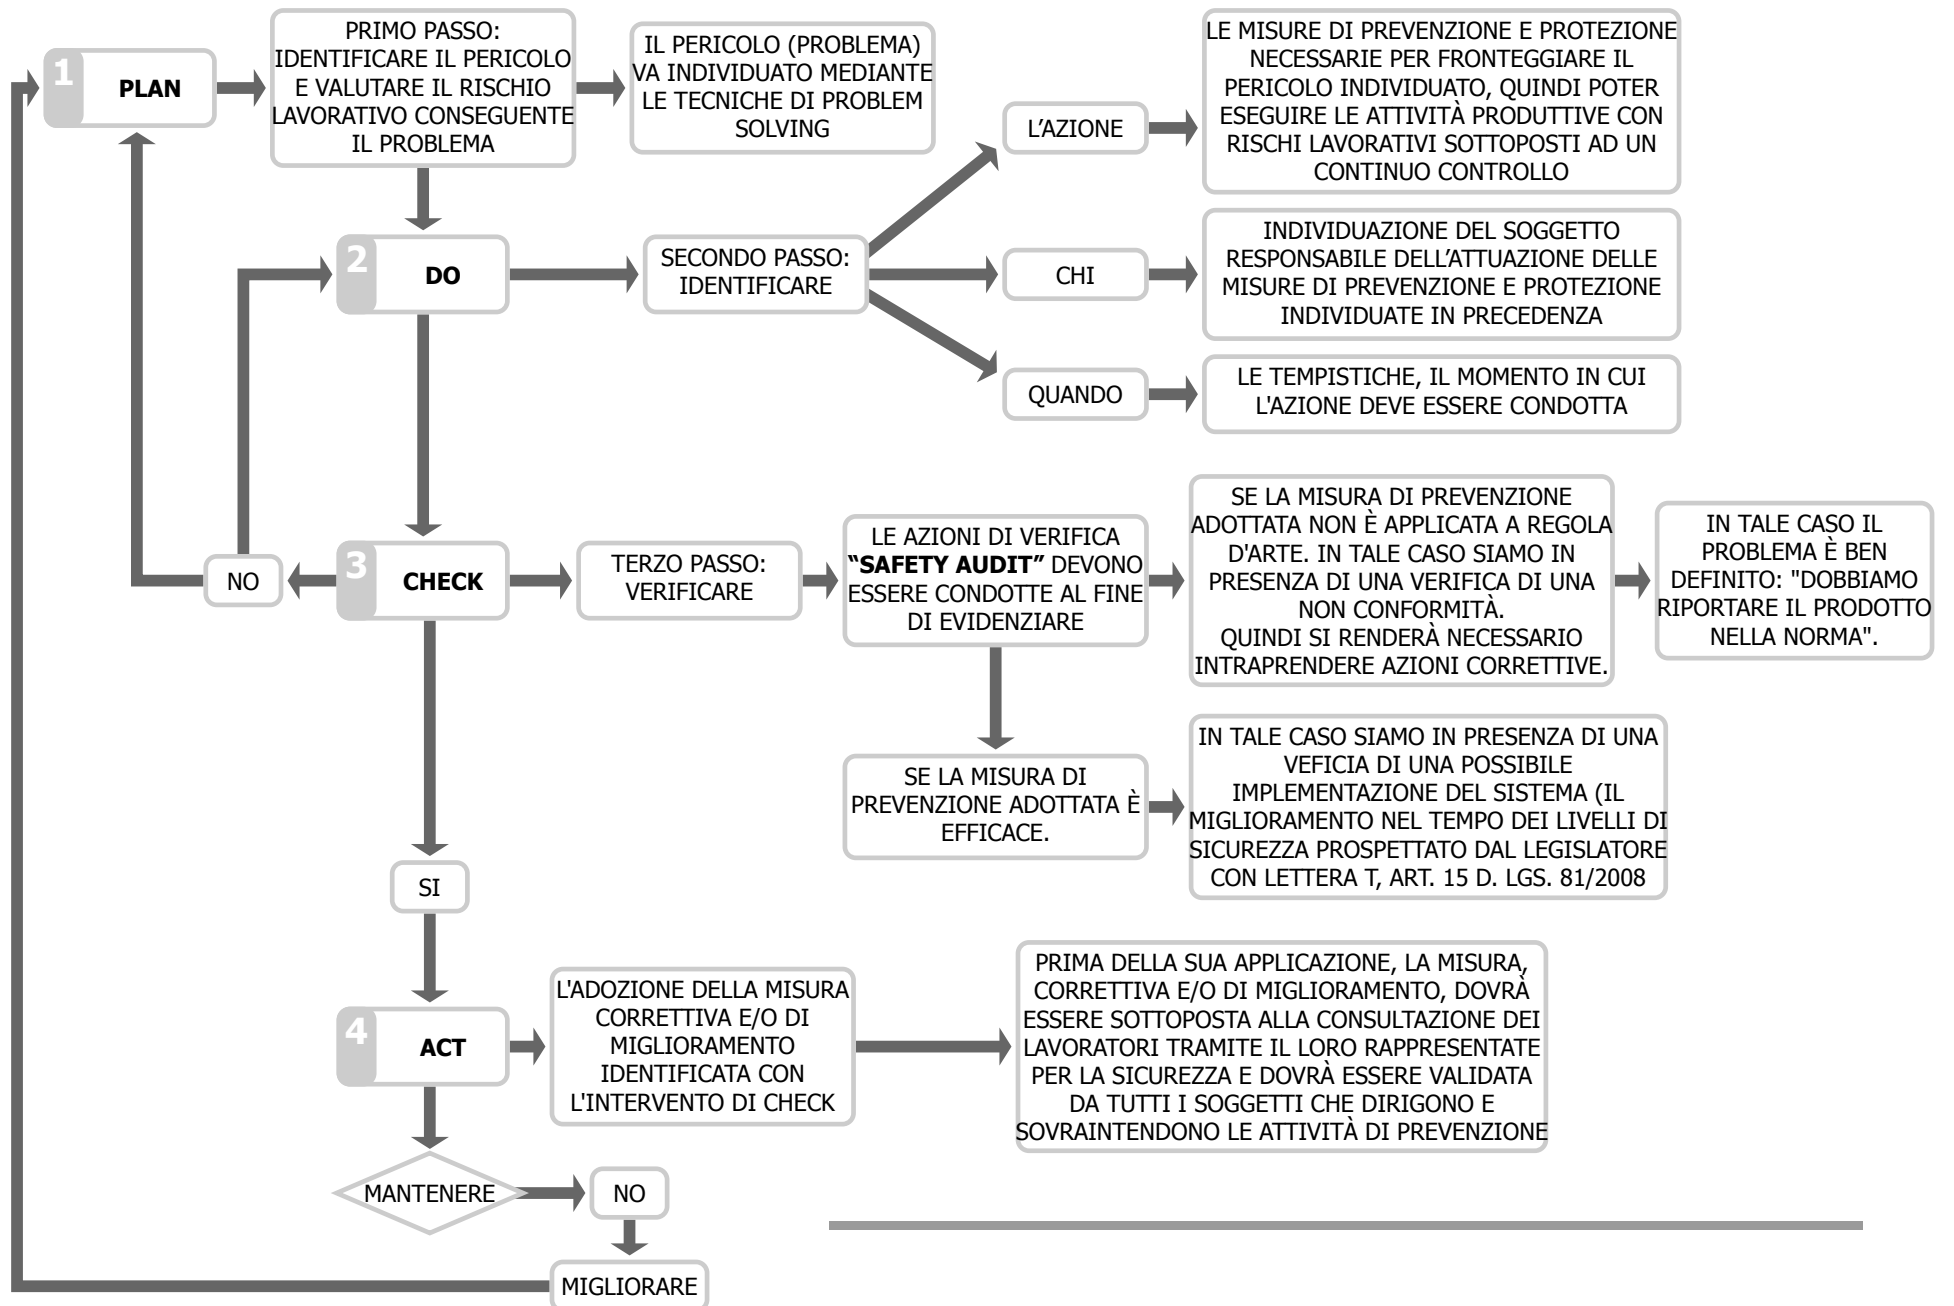 1
PLAN
PRIMO PASSO:
IDENTIFICARE IL PERICOLO
E VALUTARE IL RISCHIO
LAVORATIVO CONSEGUENTE
IL PROBLEMA
IL PERICOLO (PROBLEMA)
VA INDIVIDUATO MEDIANTE
LE TECNICHE DI PROBLEM
SOLVING
2
DO
SECONDO PASSO:
IDENTIFICARE
L'AZIONE
LE MISURE DI PREVENZIONE E PROTEZIONE
NECESSARIE PER FRONTEGGIARE IL
PERICOLO INDIVIDUATO, QUINDI POTER
ESEGUIRE LE ATTIVITÀ PRODUTTIVE CON
RISCHI LAVORATIVI SOTTOPOSTI AD UN
CONTINUO CONTROLLO
CHI
INDIVIDUAZIONE DEL SOGGETTO
RESPONSABILE DELL'ATTUAZIONE DELLE
MISURE DI PREVENZIONE E PROTEZIONE
INDIVIDUATE IN PRECEDENZA
QUANDO
LE TEMPISTICHE, IL MOMENTO IN CUI
L'AZIONE DEVE ESSERE CONDOTTA
NO
3
CHECK
TERZO PASSO:
VERIFICARE
LE AZIONI DI VERIFICA
“SAFETY AUDIT” DEVONO
ESSERE CONDOTTE AL FINE
DI EVIDENZIARE
SE LA MISURA DI PREVENZIONE
ADOTTATA NON È APPLICATA A REGOLA
D'ARTE. IN TALE CASO SIAMO IN
PRESENZA DI UNA VERIFICA DI UNA
NON CONFORMITÀ.
QUINDI SI RENDERÀ NECESSARIO
INTRAPRENDERE AZIONI CORRETTIVE.
IN TALE CASO IL
PROBLEMA È BEN
DEFINITO: "DOBBIAMO
RIPORTARE IL PRODOTTO
NELLA NORMA".
SE LA MISURA DI
PREVENZIONE ADOTTATA È
EFFICACE.
IN TALE CASO SIAMO IN PRESENZA DI UNA
VEFICIA DI UNA POSSIBILE
IMPLEMENTAZIONE DEL SISTEMA (IL
MIGLIORAMENTO NEL TEMPO DEI LIVELLI DI
SICUREZZA PROSPETTATO DAL LEGISLATORE
CON LETTERA T, ART. 15 D. LGS. 81/2008
SI
4
ACT
L'ADOZIONE DELLA MISURA
CORRETTIVA E/O DI
MIGLIORAMENTO
IDENTIFICATA CON
L'INTERVENTO DI CHECK
PRIMA DELLA SUA APPLICAZIONE, LA MISURA,
CORRETTIVA E/O DI MIGLIORAMENTO, DOVRÀ
ESSERE SOTTOPOSTA ALLA CONSULTAZIONE DEI
LAVORATORI TRAMITE IL LORO RAPPRESENTATE
PER LA SICUREZZA E DOVRÀ ESSERE VALIDATA
DA TUTTI I SOGGETTI CHE DIRIGONO E
SOVRAINTENDONO LE ATTIVITÀ DI PREVENZIONE
MANTENERE
NO
MIGLIORARE